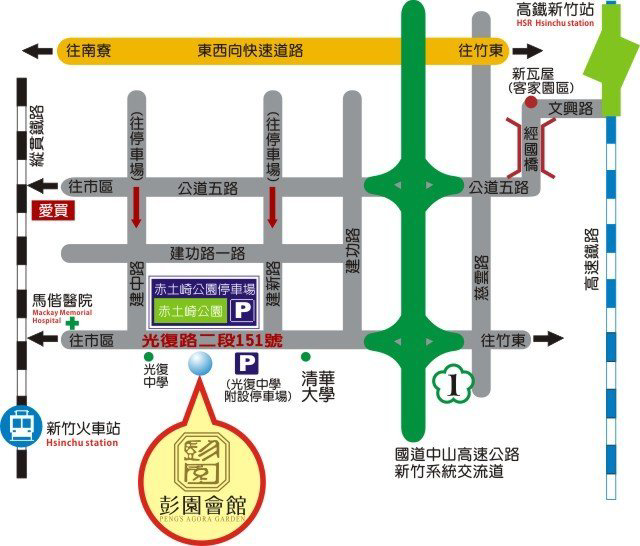 高鐵新竹站
HSR Hsinchu station
往南寮
東西向快速道路
往竹東
新瓦屋
(客家園區)
文興路
縱貫鐵路
(往停車場)
(往停車場)
經國橋
往市區
公道五路
公道五路
愛買
建功路一路
建功路
慈雲路
高速鐵路
建中路
建新路
馬偕醫院
Mackay Memorial
Hospital
赤土崎公園停車場
赤土崎公園
P
往市區
光復路二段151號
往竹東
光復
中學
P
(光復中學
附設停車場)
清華
大學
1
新竹火車站
Hsinchu station
國道中山高速公路
新竹系統交流道
彭園
彭園會館
PENG'S AGORA GARDEN